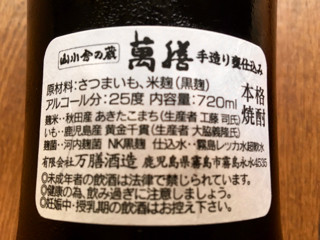 山小舎の蔵 萬膳 手造り甕仕込み
原材料:さつまいも、米麹(黒麹)
アルコール分:25度 内容量:720ml
本格焼酎
麹米・・秋田産 あきたこまち(生産者 工藤 司氏)
いも・・鹿児島産 黄金千貫(生産者 大脇義隆氏)
麹菌・・河内麹菌 NK黒麹 仕込水・・霧島レッカ水超軟水
有限会社 万膳酒造 鹿児島県霧島市霧島永水4535
◎未成年者の飲酒は法律で禁じられています。
◎健康の為、飲み過ぎに注意しましょう。
◎妊娠中・授乳期の飲酒はお控え下さい。